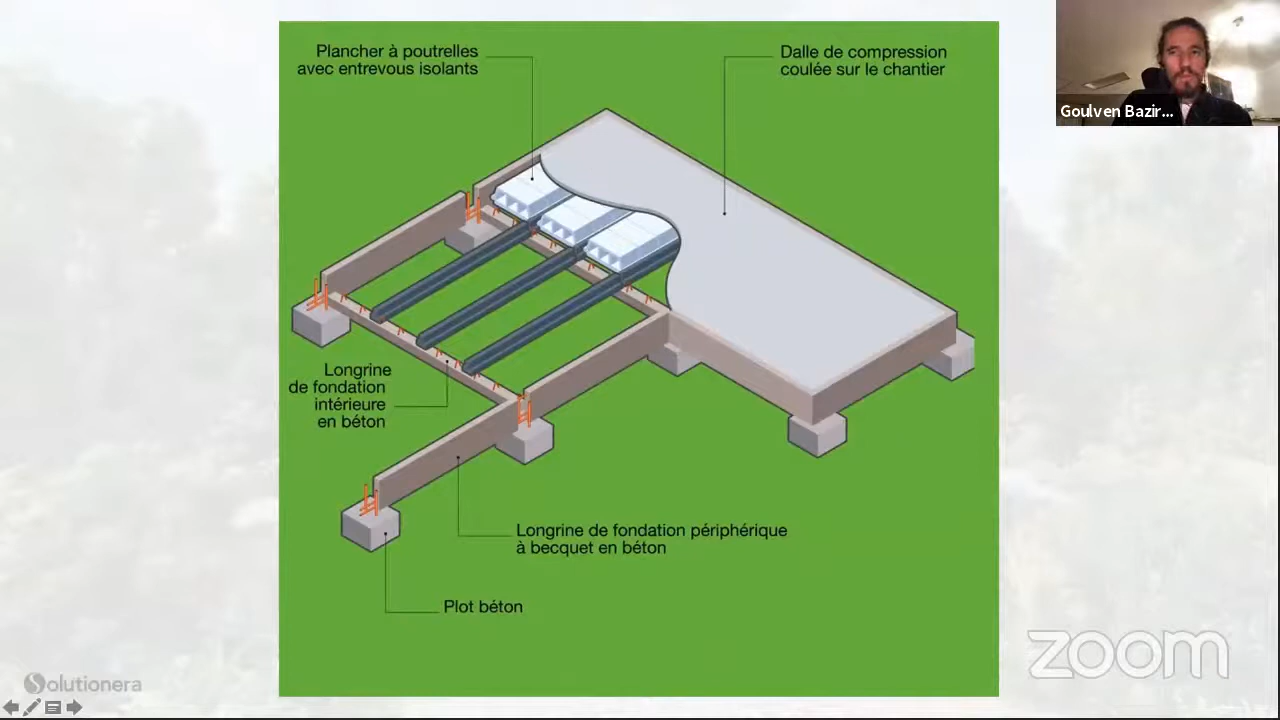 Plancher à poutrelles
avec entrevous isolants
Dalle de compression
coulée sur le chantier
Goulven Bazir...
Longrine
de fondation
intérieure
en béton
Longrine de fondation périphérique
à becquet en béton
Plot béton
zoom
Solutionera